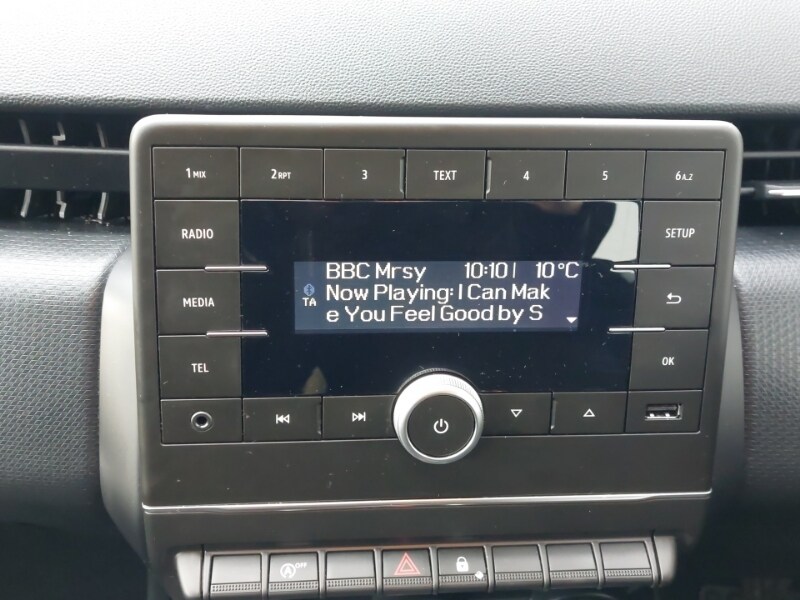 1 MIX 2 RPT 3 TEXT 4 5 6 A..Z
RADIO SETUP
BBC Mrsy 10:10 10°C
Now Playing: I Can Mak
TA
e You Feel Good by S
MEDIA
TEL OK
OFF